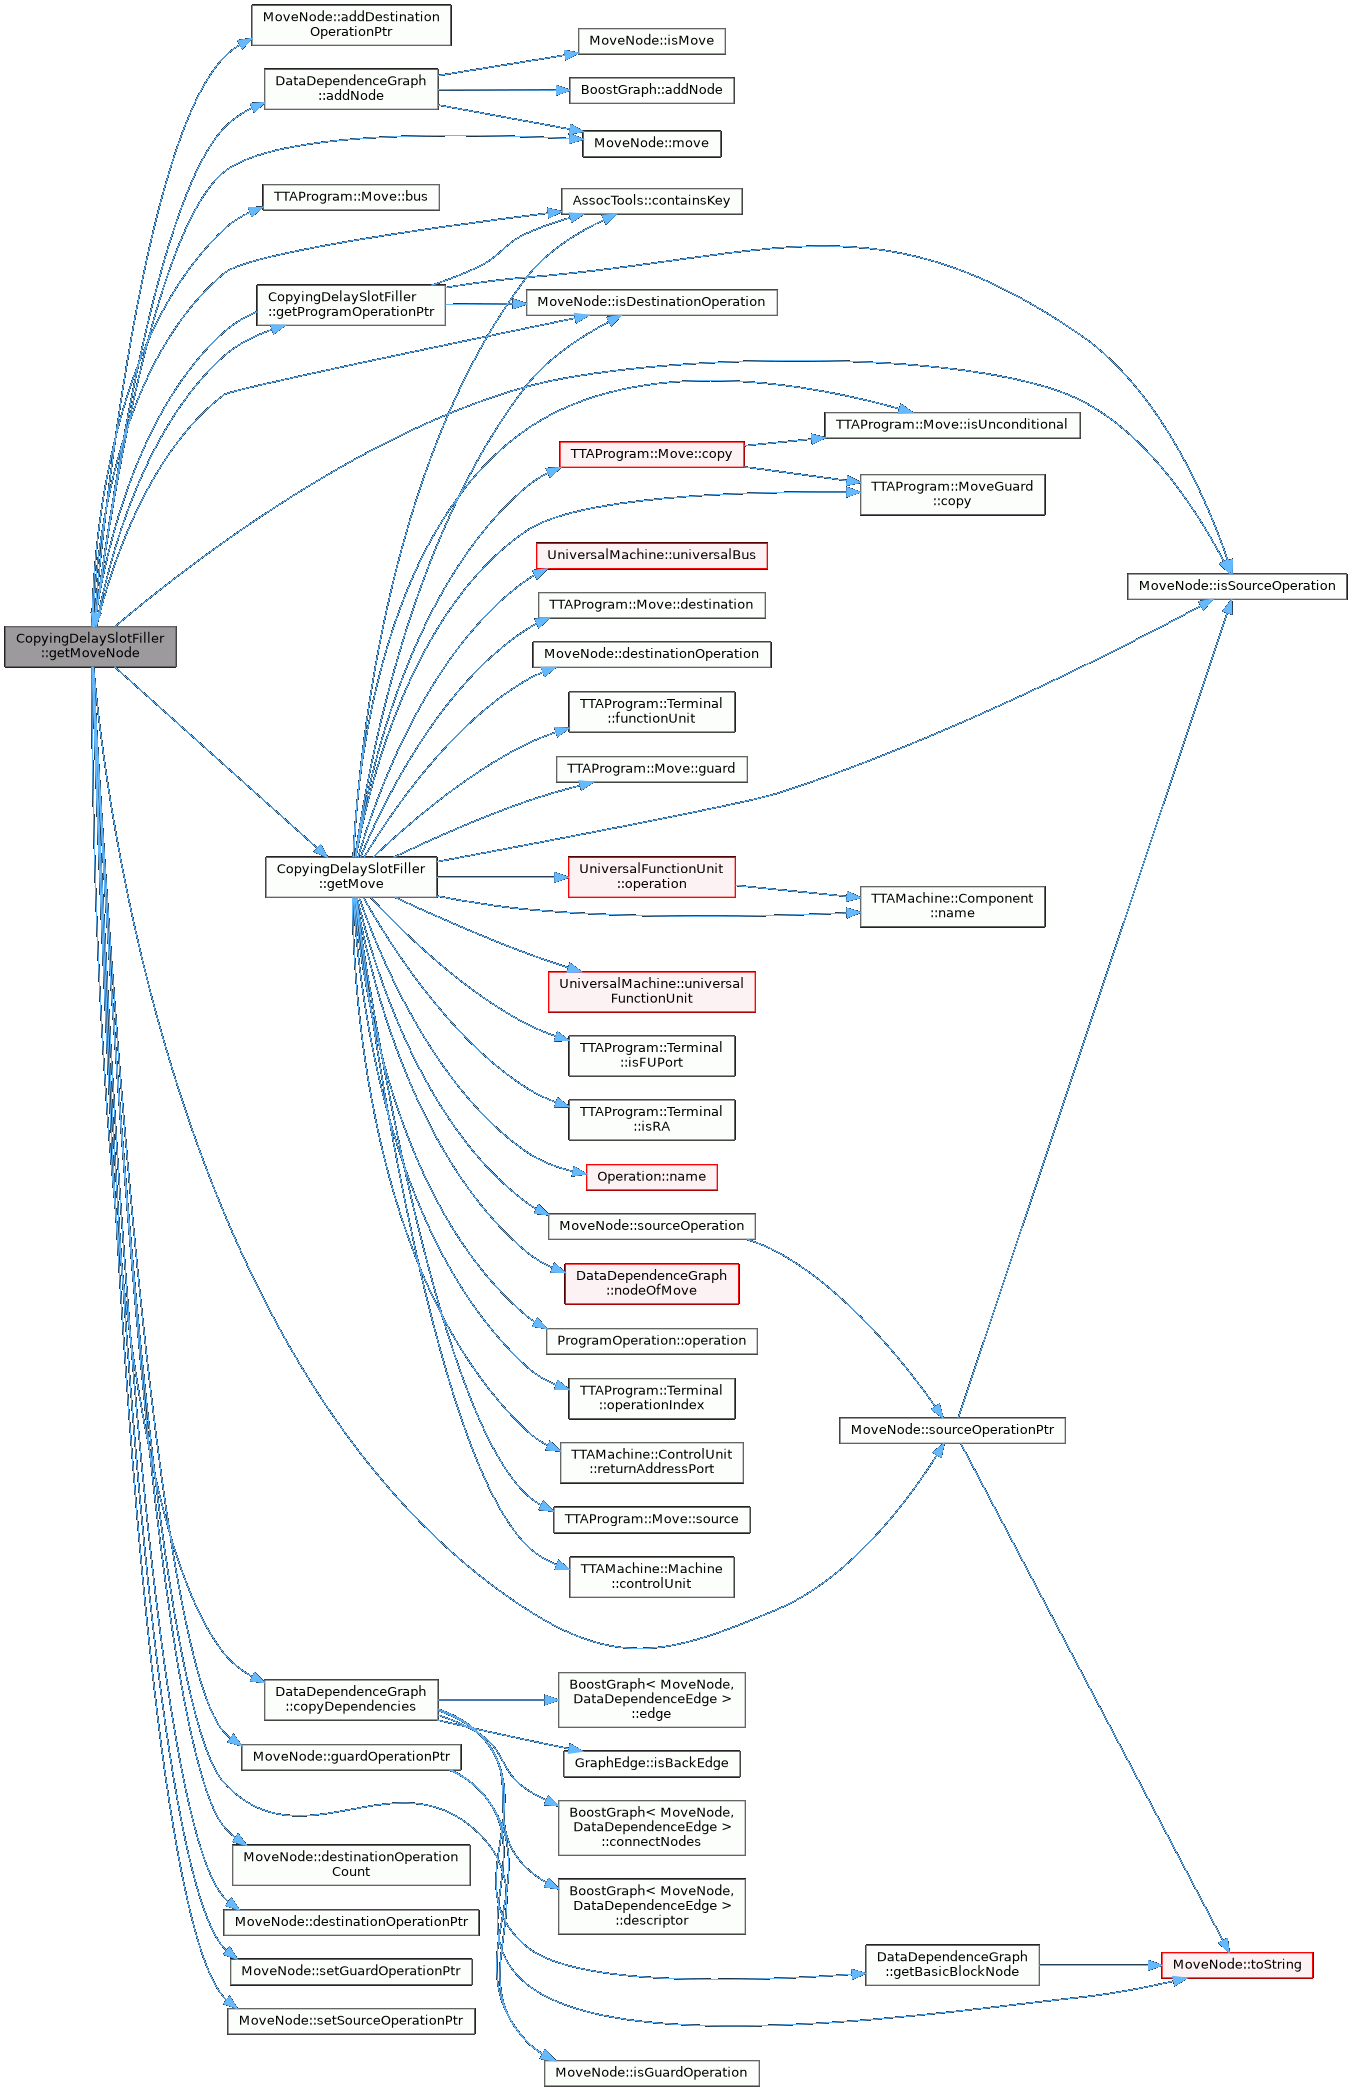 MoveNode::addDestination
OperationPtr
MoveNode::isMove
DataDependenceGraph
::addNode
BoostGraph::addNode
MoveNode::move
TTAProgram::Move::bus
AssocTools::containsKey
CopyingDelaySlotFiller
::getProgramOperationPtr
MoveNode::isDestinationOperation
TTAProgram::Move::isUnconditional
TTAProgram::Move::copy
TTAProgram::MoveGuard
::copy
UniversalMachine::universalBus
MoveNode::isSourceOperation
TTAProgram::Move::destination
CopyingDelaySlotFiller
::getMoveNode
MoveNode::destinationOperation
TTAProgram::Terminal
::functionUnit
TTAProgram::Move::guard
CopyingDelaySlotFiller
::getMove
UniversalFunctionUnit
::operation
TTAMachine::Component
::name
UniversalMachine::universal
FunctionUnit
TTAProgram::Terminal
::isFUPort
TTAProgram::Terminal
::isRA
Operation::name
MoveNode::sourceOperation
DataDependenceGraph
::nodeOfMove
ProgramOperation::operation
TTAProgram::Terminal
::operationIndex
MoveNode::sourceOperationPtr
TTAMachine::ControlUnit
::returnAddressPort
TTAProgram::Move::source
TTAMachine::Machine
::controlUnit
DataDependenceGraph
::copyDependencies
BoostGraph< MoveNode,
DataDependenceEdge >
::edge
MoveNode::guardOperationPtr
GraphEdge::isBackEdge
BoostGraph< MoveNode,
DataDependenceEdge >
::connectNodes
MoveNode::destinationOperation
Count
BoostGraph< MoveNode,
DataDependenceEdge >
::descriptor
MoveNode::destinationOperationPtr
DataDependenceGraph
::getBasicBlockNode
MoveNode::toString
MoveNode::setGuardOperationPtr
MoveNode::setSourceOperationPtr
MoveNode::isGuardOperation